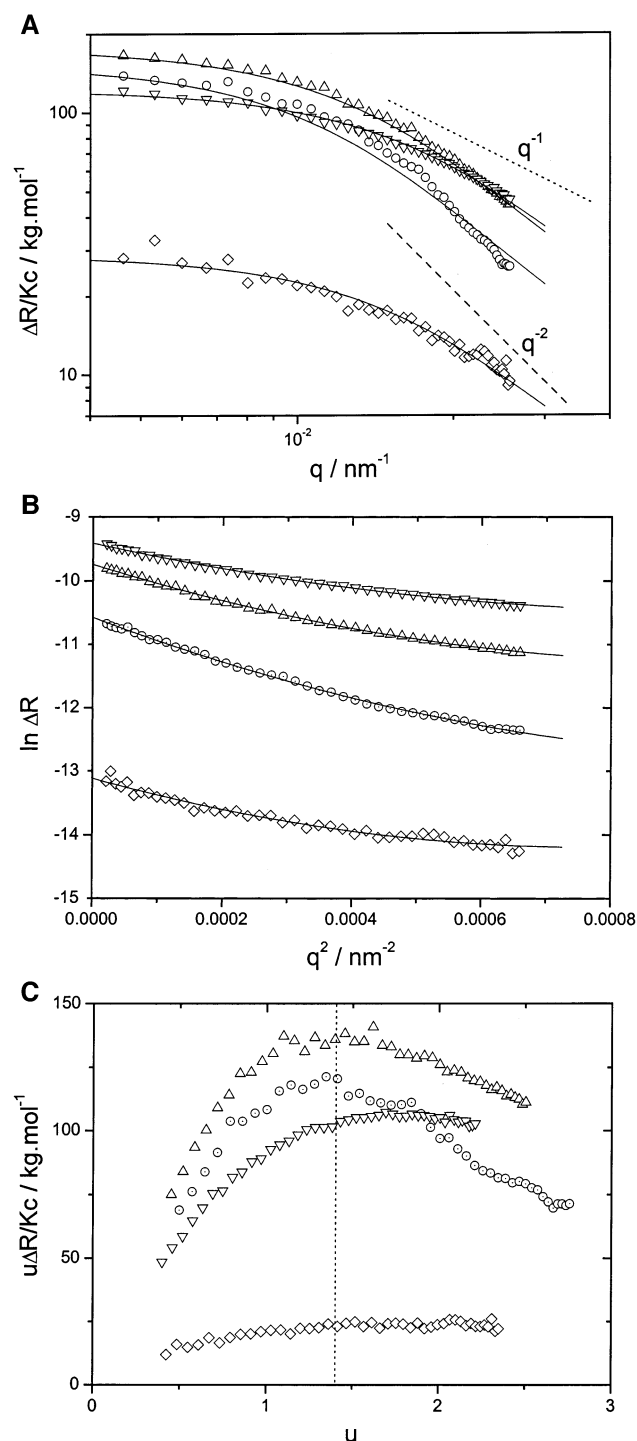 A
100
10
ΔR/Kc / kg.mol⁻¹
q⁻¹
q⁻²
10⁻²
q / nm⁻¹
B
-9
-10
-11
-12
-13
-14
-15
ln ΔR
0.0000
0.0002
0.0004
0.0006
0.0008
q² / nm⁻²
C
150
100
50
0
uΔR/Kc / kg.mol⁻¹
0
1
2
3
u